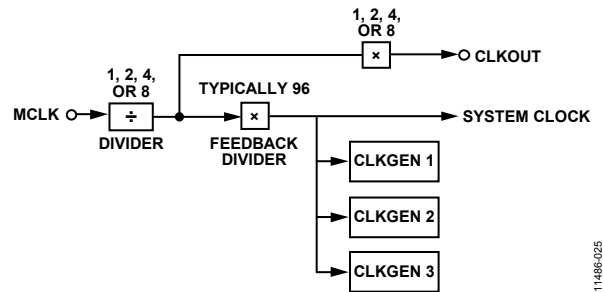 1, 2, 4,
OR 8
×
CLKOUT
1, 2, 4,
OR 8
TYPICALLY 96
MCLK
÷
×
SYSTEM CLOCK
DIVIDER
FEEDBACK
DIVIDER
CLKGEN 1
CLKGEN 2
CLKGEN 3
11486-025